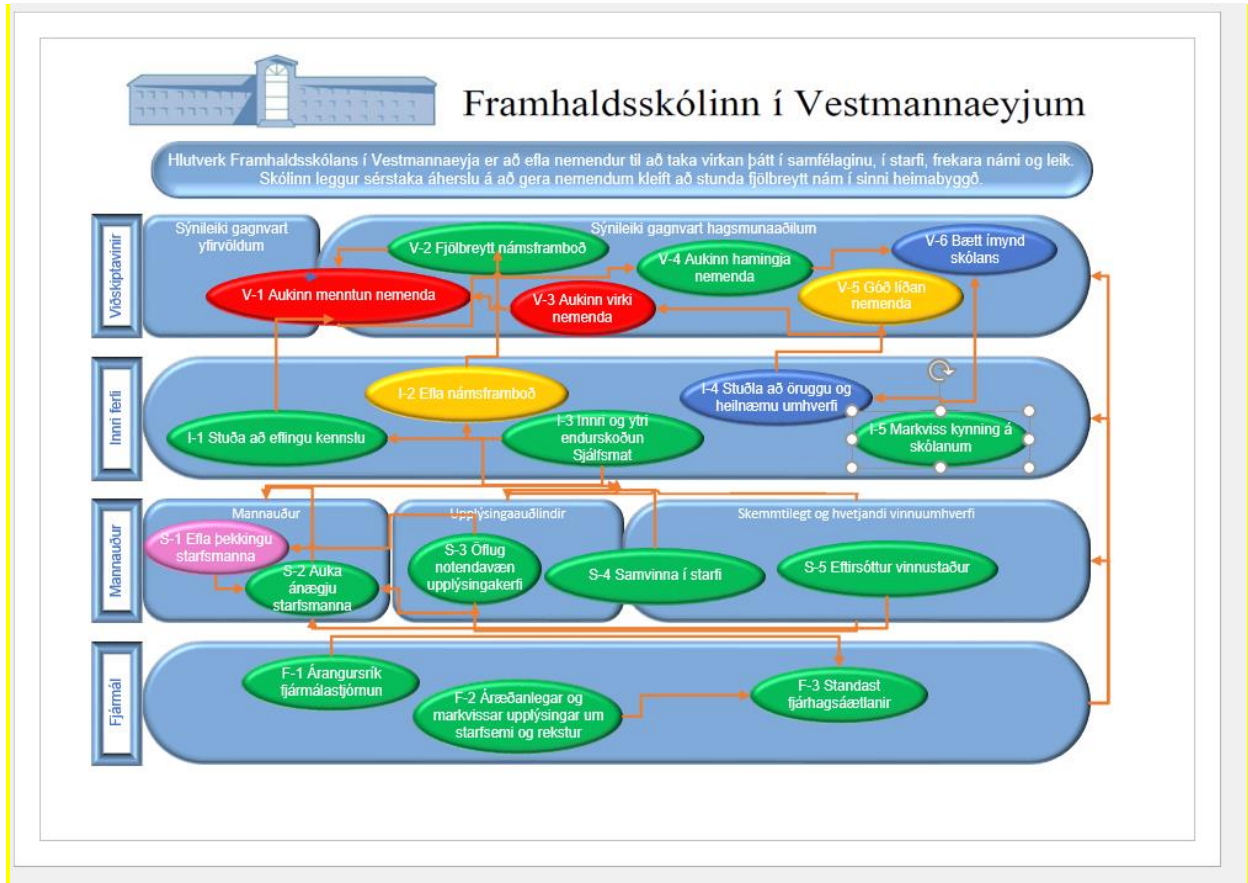 Framhaldsskólinn í Vestmannaeyjum
Hlutverk Framhaldsskólans í Vestmannaeyja er að efla nemendur til að taka virkan þátt í samfélaginu, í starfi, frekara námi og leik.
Skólinn leggur sérstaka áherslu á að gera nemendum kleift að stunda fjölbreytt nám í sinni heimabyggð.
Viðskiptavinir
Sýnileiki gagnvart
yfirvöldum
Sýnileiki gagnvart hagsmunaaðilum
V-2 Fjölbreytt námsframboð
V-6 Bætt ímynd
skólans
V-4 Aukinn hamingja
nemenda
V-1 Aukinn menntun nemenda
V-3 Aukinn virki
nemenda
V-5 Góð líðan
nemenda
Innri ferli
I-2 Efla námsframboð
I-4 Stuðla að öruggu og
heilnæmu umhverfi
I-1 Stuða að eflingu kennslu
I-3 Innri og ytri
endurskoðun
Sjálfsmat
I-5 Markviss kynning á
skólanum
Mannauður
Mannauður
Upplýsingaauðlindir
Skemmtilegt og hvetjandi vinnuumhverfi
S-1 Efla þekkingu
starfsmanna
S-2 Auka
ánægju
starfsmanna
S-3 Öflug
notendavæn
upplýsingakerfi
S-4 Samvinna í starfi
S-5 Eftirsóttur vinnustaður
Fjármál
F-1 Árangursrík
fjármálastjórnun
F-2 Áræðanlegar og
markvissar upplýsingar um
starfsemi og rekstur
F-3 Standast
fjárhagsáætlanir